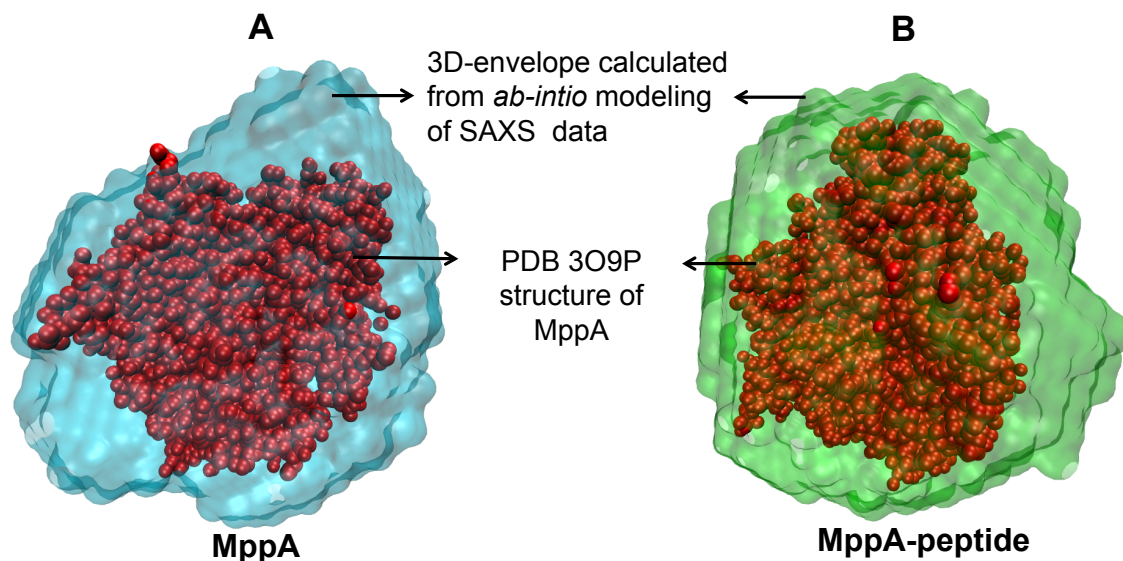 A
B
3D-envelope calculated
from ab-intio modeling
of SAXS data
PDB 3O9P
structure of
MppA
MppA
MppA-peptide